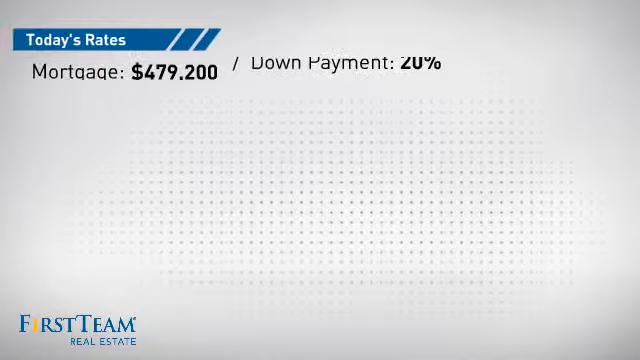 Today's Rates
Mortgage: $479.200 / Down Payment: 20%
FIRSTTEAM®
REAL ESTATE